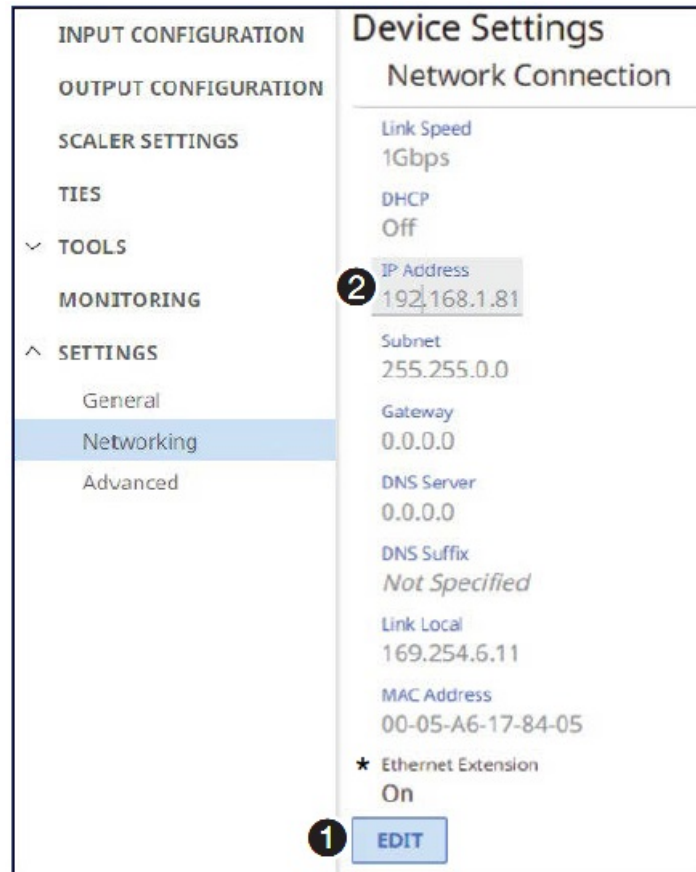 INPUT CONFIGURATION
OUTPUT CONFIGURATION
SCALER SETTINGS
TIES
TOOLS
MONITORING
SETTINGS
General
Networking
Advanced
Device Settings
Network Connection
Link Speed
1Gbps
DHCP
Off
2 IP Address
192.168.1.81
Subnet
255.255.0.0
Gateway
0.0.0.0
DNS Server
0.0.0.0
DNS Suffix
Not Specified
Link Local
169.254.6.11
MAC Address
00-05-A6-17-84-05
* Ethernet Extension
On
1 EDIT